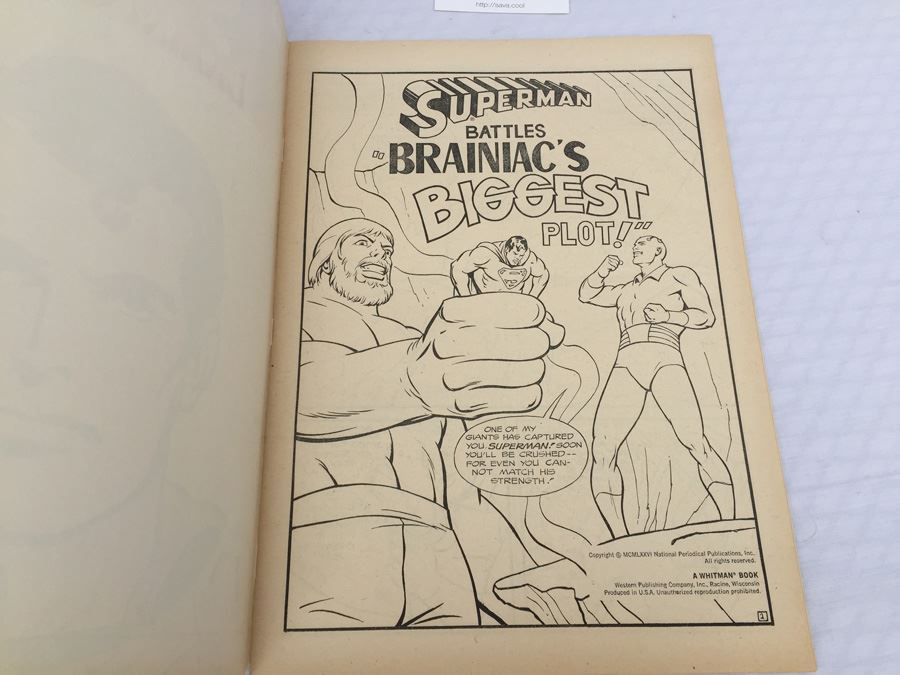 http://sava.cool
SUPERMAN
BATTLES
"BRAINIAC'S
BIGGEST
PLOT!"
ONE OF MY
GIANTS HAS CAPTURED
YOU, SUPERMAN! SOON
YOU'LL BE CRUSHED--
FOR EVEN YOU CAN-
NOT MATCH HIS
STRENGTH!
Copyright © MCMLXXVI National Periodical Publications, Inc.
All rights reserved.
A WHITMAN® BOOK
Western Publishing Company, Inc., Racine, Wisconsin
Produced in U.S.A. Unauthorized reproduction prohibited.
1